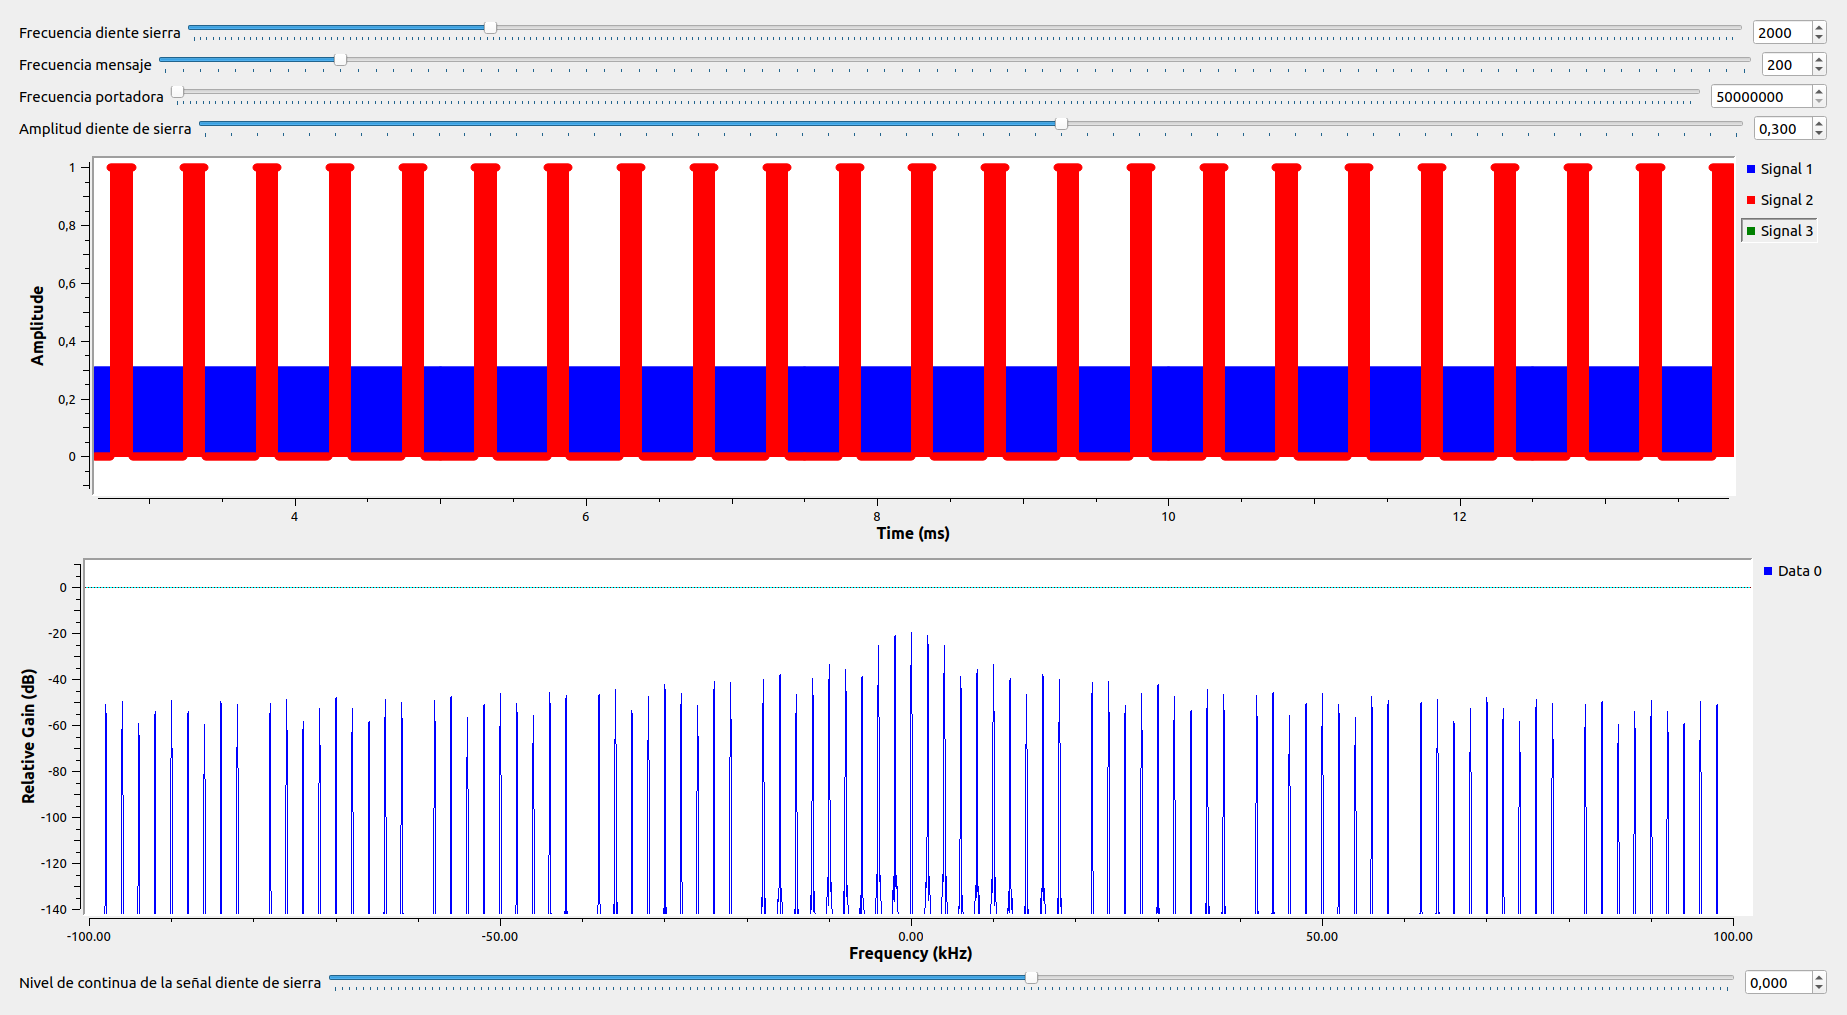 Frecuencia diente sierra 2000
Frecuencia mensaje 200
Frecuencia portadora 50000000
Amplitud diente de sierra 0,300
Signal 1
Signal 2
Signal 3
Amplitude
1
0,8
0,6
0,4
0,2
0
4 6 8 10 12
Time (ms)
Data 0
Relative Gain (dB)
0
-20
-40
-60
-80
-100
-120
-140
-100.00 -50.00 0.00 50.00 100.00
Frequency (kHz)
Nivel de continua de la señal diente de sierra 0,000